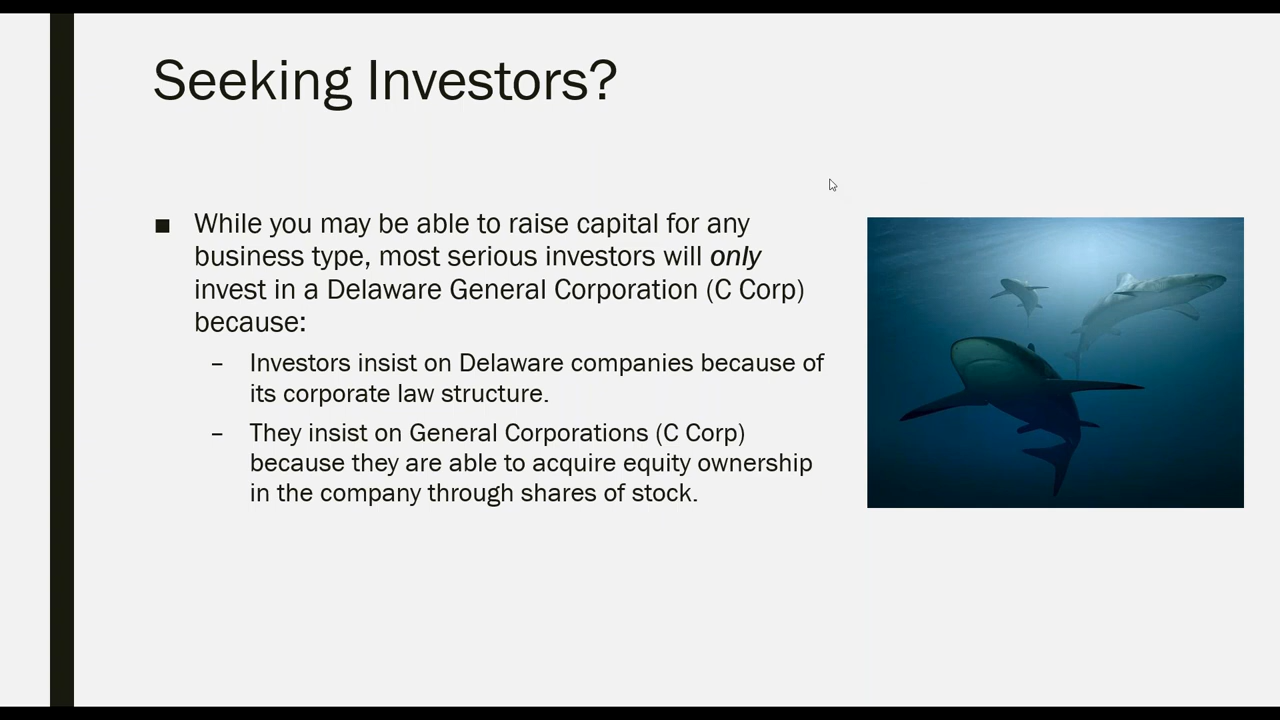 Seeking Investors?
■ While you may be able to raise capital for any
business type, most serious investors will only
invest in a Delaware General Corporation (C Corp)
because:
– Investors insist on Delaware companies because of
its corporate law structure.
– They insist on General Corporations (C Corp)
because they are able to acquire equity ownership
in the company through shares of stock.